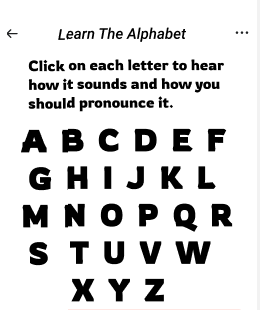 Learn The Alphabet
Click on each letter to hear
how it sounds and how you
should pronounce it.
A B C D E F
G H I J K L
M N O P Q R
S T U V W
X Y Z